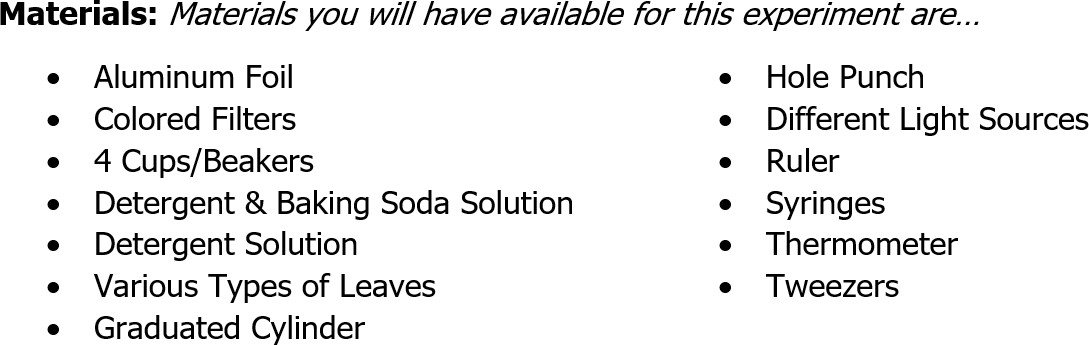 Materials: Materials you will have available for this experiment are…
• Aluminum Foil
• Colored Filters
• 4 Cups/Beakers
• Detergent & Baking Soda Solution
• Detergent Solution
• Various Types of Leaves
• Graduated Cylinder
• Hole Punch
• Different Light Sources
• Ruler
• Syringes
• Thermometer
• Tweezers